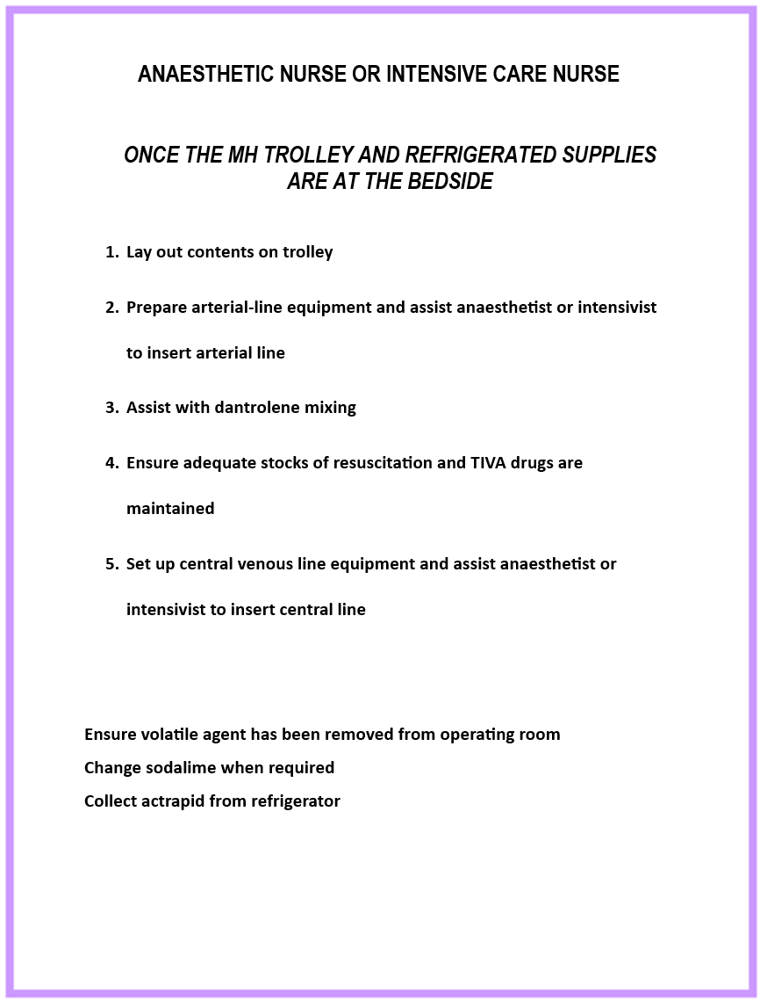 ANAESTHETIC NURSE OR INTENSIVE CARE NURSE
ONCE THE MH TROLLEY AND REFRIGERATED SUPPLIES
ARE AT THE BEDSIDE
1. Lay out contents on trolley
2. Prepare arterial-line equipment and assist anaesthetist or intensivist
to insert arterial line
3. Assist with dantrolene mixing
4. Ensure adequate stocks of resuscitation and TIVA drugs are
maintained
5. Set up central venous line equipment and assist anaesthetist or
intensivist to insert central line
Ensure volatile agent has been removed from operating room
Change sodalime when required
Collect actrapid from refrigerator